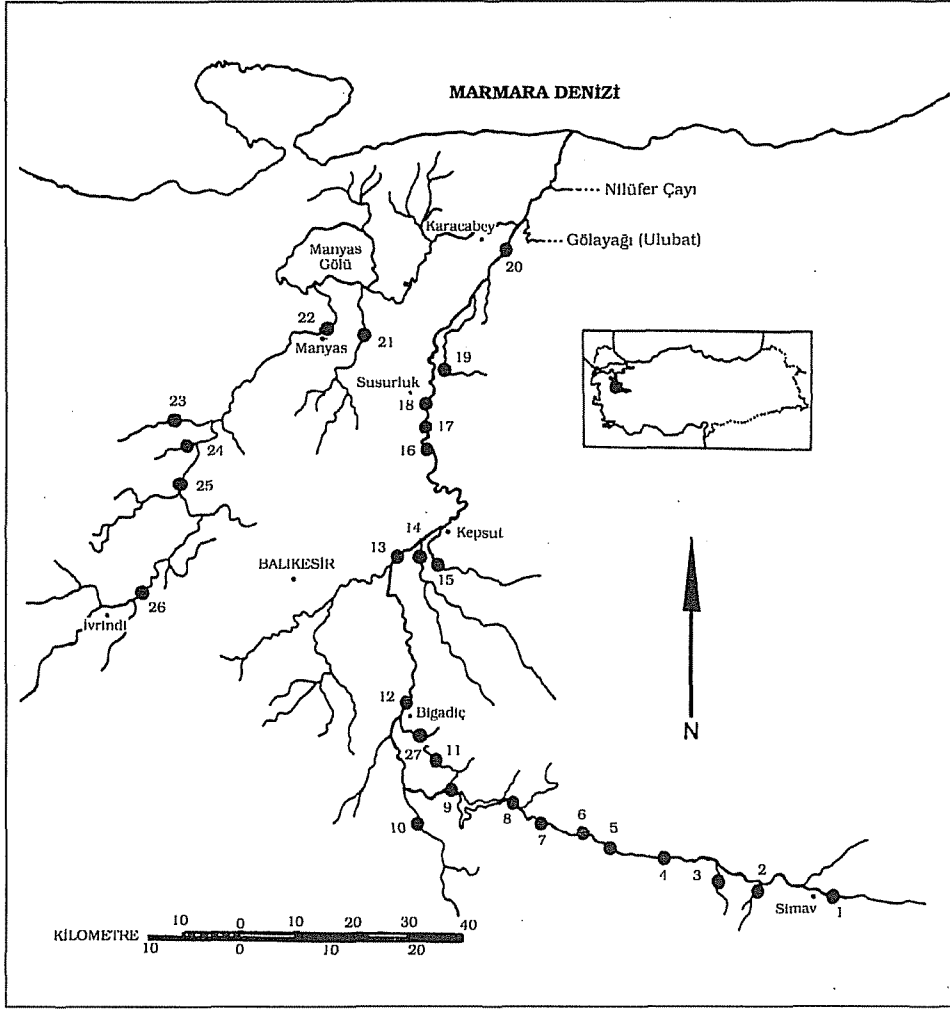 MARMARA DENİZİ
Nilüfer Çayı
Karacabey
Gölayağı (Ulubat)
Manyas
Gölü
20
22
21
Manyas
19
Susurluk
18
23
17
24
16
25
14
Kepsut
13
BALIKESİR
15
26
İvrindi
12
Bigadiç
27
11
9
8
7
6
5
10
4
3
2
Simav
1
N
10 0 10 20 30 40
KİLOMETRE
10 0 10 20